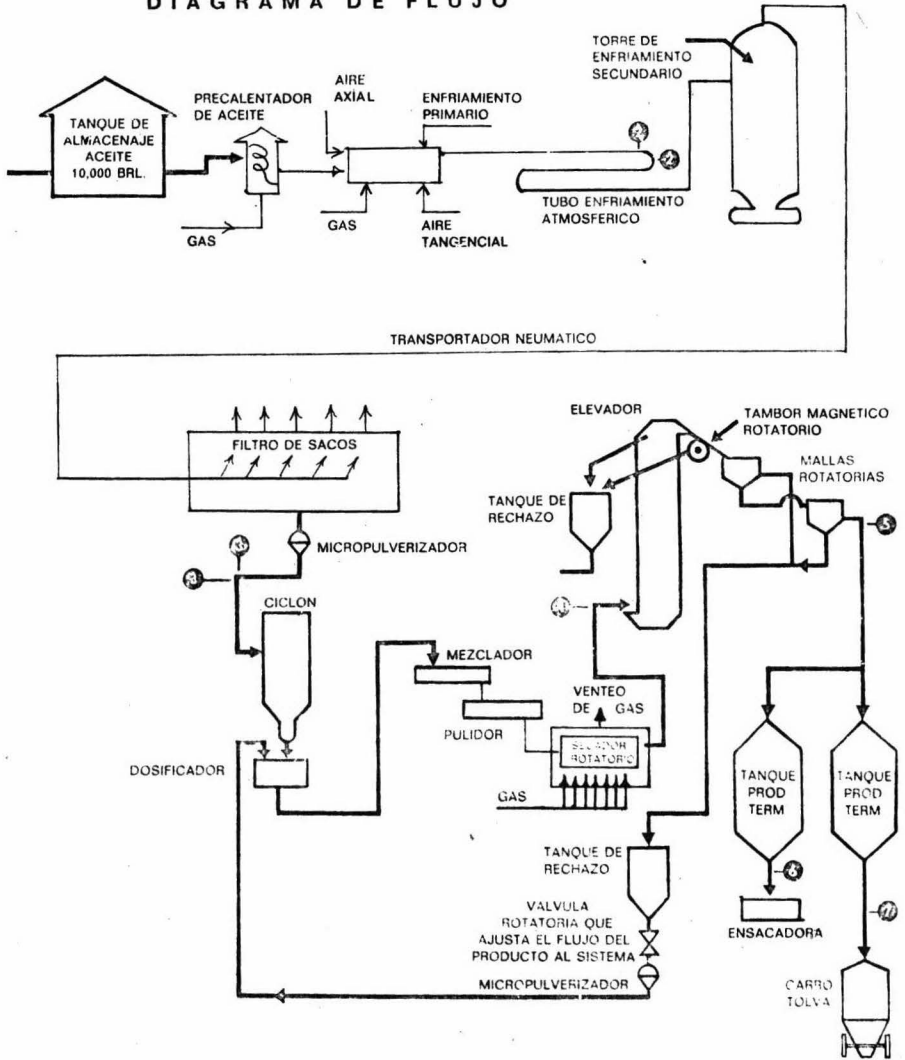 DIAGRAMA DE FLUJO
TANQUE DE
ALMACENAJE
ACEITE
10,000 BRL.
PRECALENTADOR
DE ACEITE
GAS
AIRE
AXIAL
ENFRIAMIENTO
PRIMARIO
GAS
AIRE
TANGENCIAL
TUBO ENFRIAMIENTO
ATMOSFERICO
TORRE DE
ENFRIAMIENTO
SECUNDARIO
TRANSPORTADOR NEUMATICO
FILTRO DE SACOS
MICROPULVERIZADOR
CICLON
DOSIFICADOR
MEZCLADOR
PULIDOR
VENTEO
DE GAS
SECADOR
ROTATORIO
GAS
ELEVADOR
TANQUE DE
RECHAZO
TAMBOR MAGNETICO
ROTATORIO
MALLAS
ROTATORIAS
TANQUE DE
RECHAZO
VALVULA
ROTATORIA QUE
AJUSTA EL FLUJO DEL
PRODUCTO AL SISTEMA
MICROPULVERIZADOR
TANQUE
PROD
TERM
TANQUE
PROD
TERM
ENSACADORA
CARRO
TOLVA